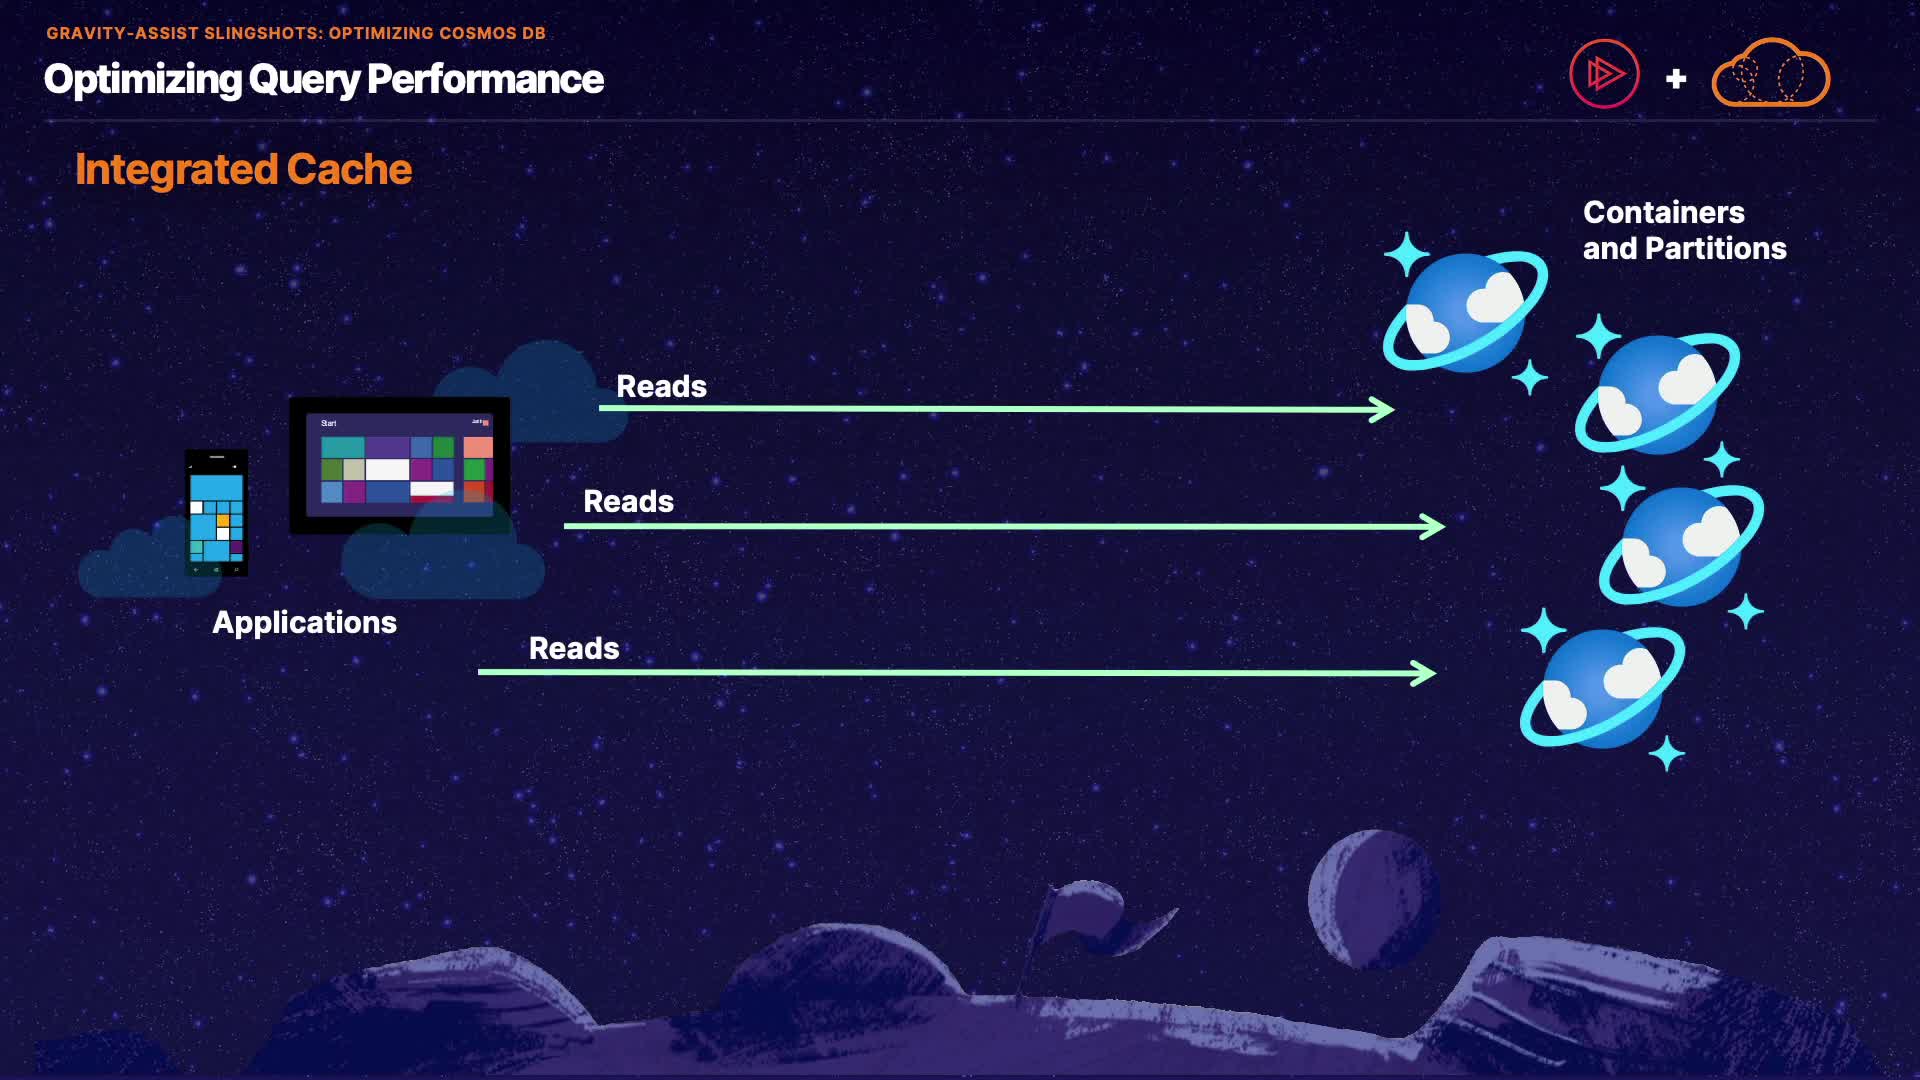 GRAVITY-ASSIST SLINGSHOTS: OPTIMIZING COSMOS DB
Optimizing Query Performance
+
Integrated Cache
Containers
and Partitions
Reads
Start
Reads
Applications
Reads